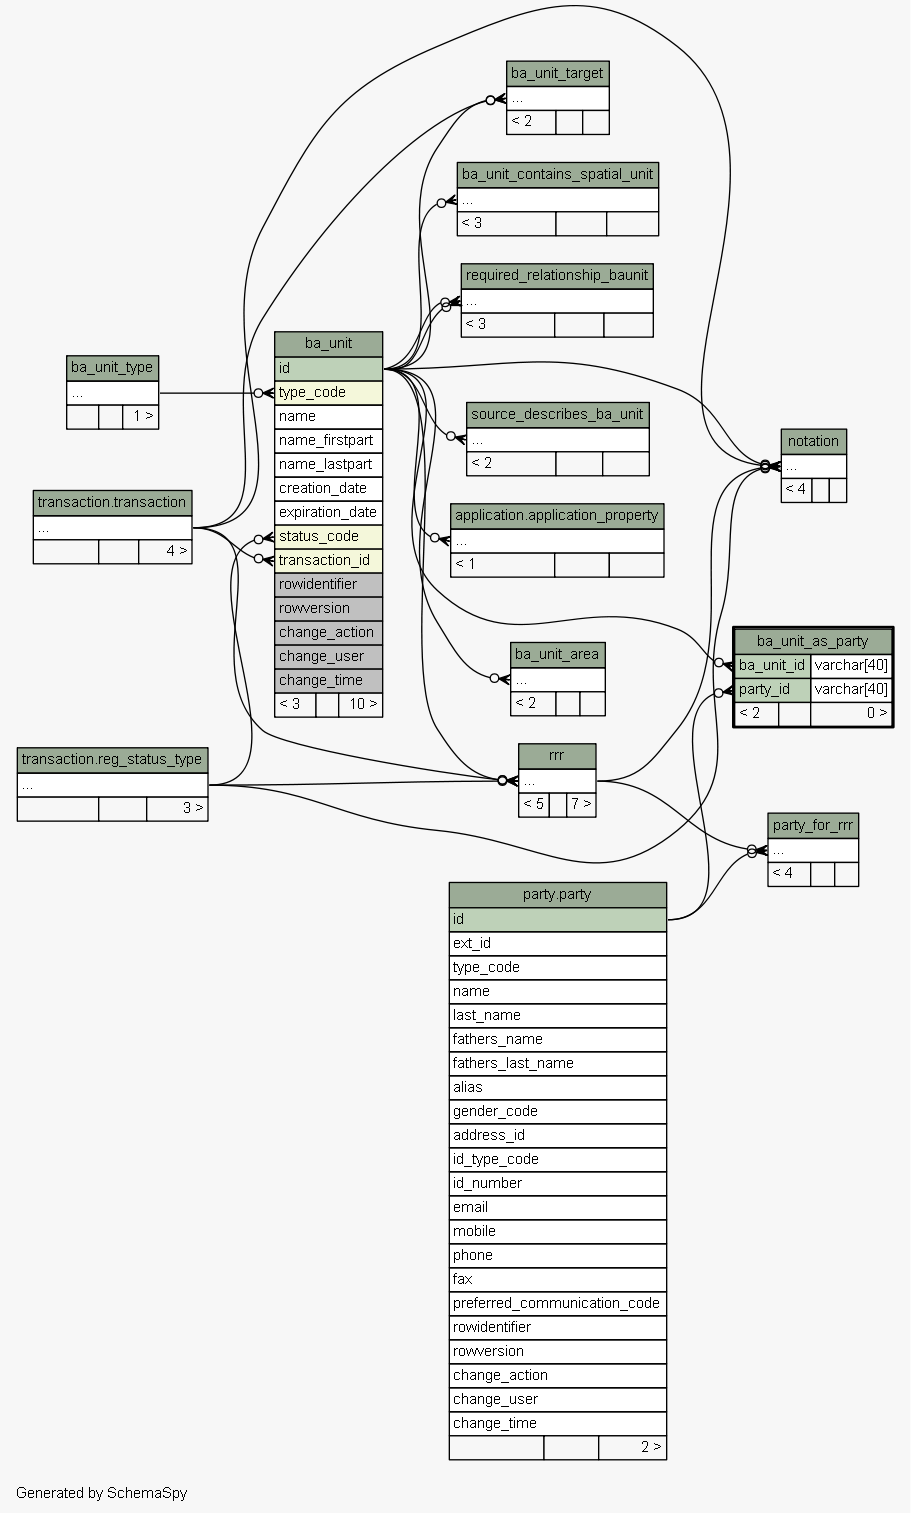 ba_unit_target
...
< 2
ba_unit_contains_spatial_unit
...
< 3
required_relationship_baunit
...
< 3
ba_unit
id
type_code
name
name_firstpart
name_lastpart
creation_date
expiration_date
status_code
transaction_id
rowidentifier
rowversion
change_action
change_user
change_time
< 3 10 >
ba_unit_type
...
1 >
source_describes_ba_unit
...
< 2
notation
...
< 4
transaction.transaction
...
4 >
application.application_property
...
< 1
ba_unit_as_party
ba_unit_id varchar[40]
party_id varchar[40]
< 2 0 >
ba_unit_area
...
< 2
transaction.reg_status_type
...
3 >
rrr
...
< 5 7 >
party_for_rrr
...
< 4
party.party
id
ext_id
type_code
name
last_name
fathers_name
fathers_last_name
alias
gender_code
address_id
id_type_code
id_number
email
mobile
phone
fax
preferred_communication_code
rowidentifier
rowversion
change_action
change_user
change_time
2 >
Generated by SchemaSpy